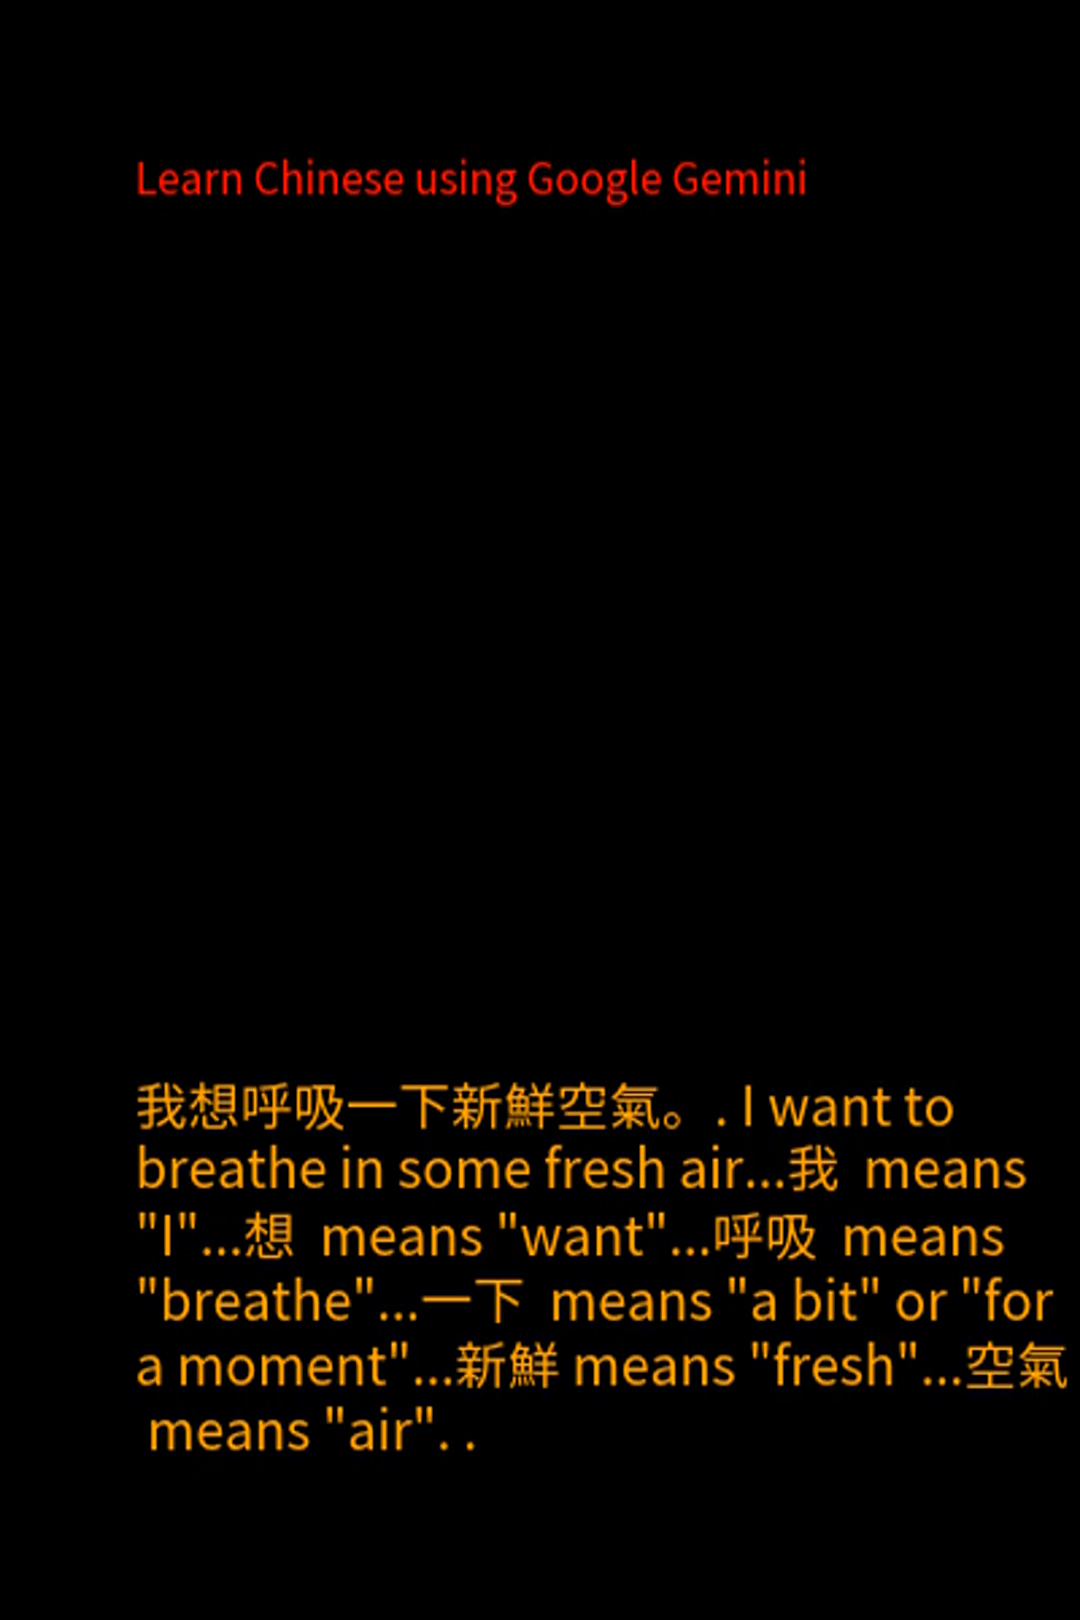 Learn Chinese using Google Gemini
我想呼吸一下新鮮空氣。. I want to
breathe in some fresh air...我 means
"I"...想 means "want"...呼吸 means
"breathe"...一下 means "a bit" or "for
a moment"...新鮮 means "fresh"...空氣
means "air". .